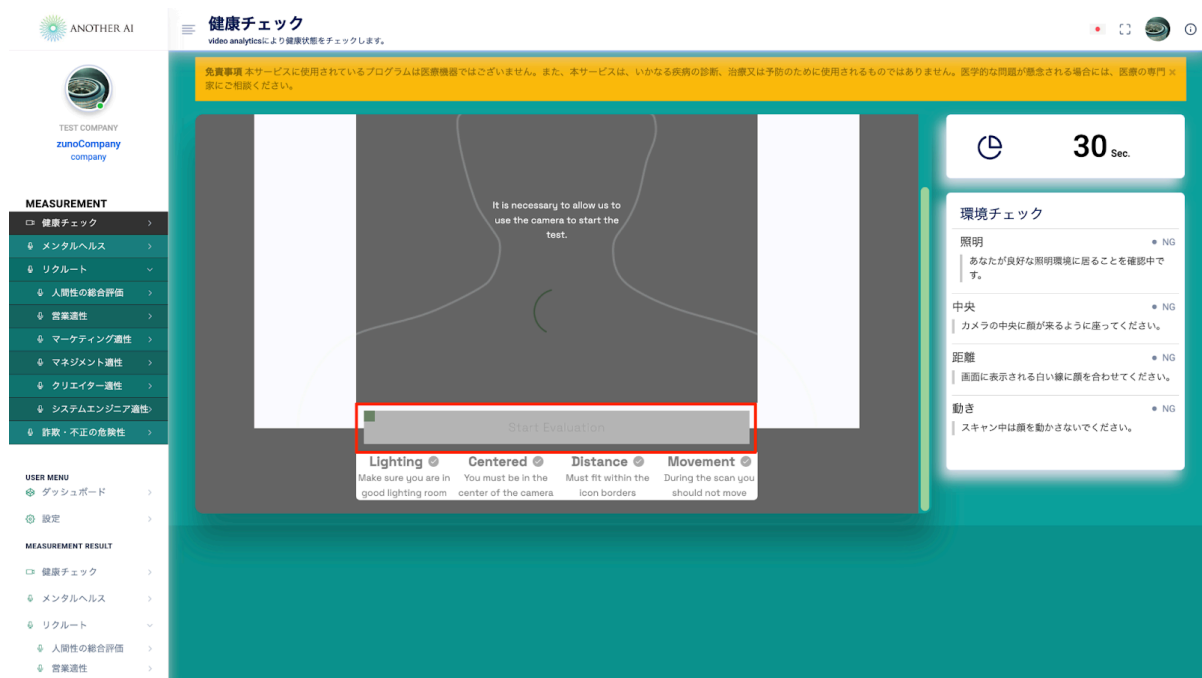 ANOTHER AI
健康チェック
video analyticsにより健康状態をチェックします。
TEST COMPANY
zunoCompany
company
MEASUREMENT
健康チェック
メンタルヘルス
リクルート
人間性の総合評価
営業適性
マーケティング適性
マネジメント適性
クリエイター適性
システムエンジニア適性
詐欺・不正の危険性
USER MENU
ダッシュボード
設定
MEASUREMENT RESULT
健康チェック
メンタルヘルス
リクルート
人間性の総合評価
営業適性
免責事項 本サービスに使用されているプログラムは医療機器ではございません。また、本サービスは、いかなる疾病の診断、治療又は予防のために使用されるものではありません。医学的な問題が懸念される場合には、医療の専門
家にご相談ください。
It is necessary to allow us to
use the camera to start the
test.
Start Evaluation
Lighting
Make sure you are in
good lighting room
Centered
You must be in the
center of the camera
Distance
Must fit within the
icon borders
Movement
During the scan you
should not move
30 Sec.
環境チェック
照明 NG
あなたが良好な照明環境に居ることを確認中で
す。
中央 NG
カメラの中央に顔が来るように座ってください。
距離 NG
画面に表示される白い線に顔を合わせてください。
動き NG
スキャン中は顔を動かさないでください。